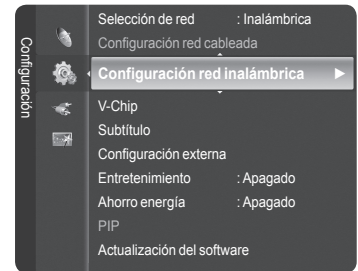 Configuración
Selección de red : Inalámbrica
Configuración red cableada
Configuración red inalámbrica
V-Chip
Subtítulo
Configuración externa
Entretenimiento : Apagado
Ahorro energía : Apagado
PIP
Actualización del software